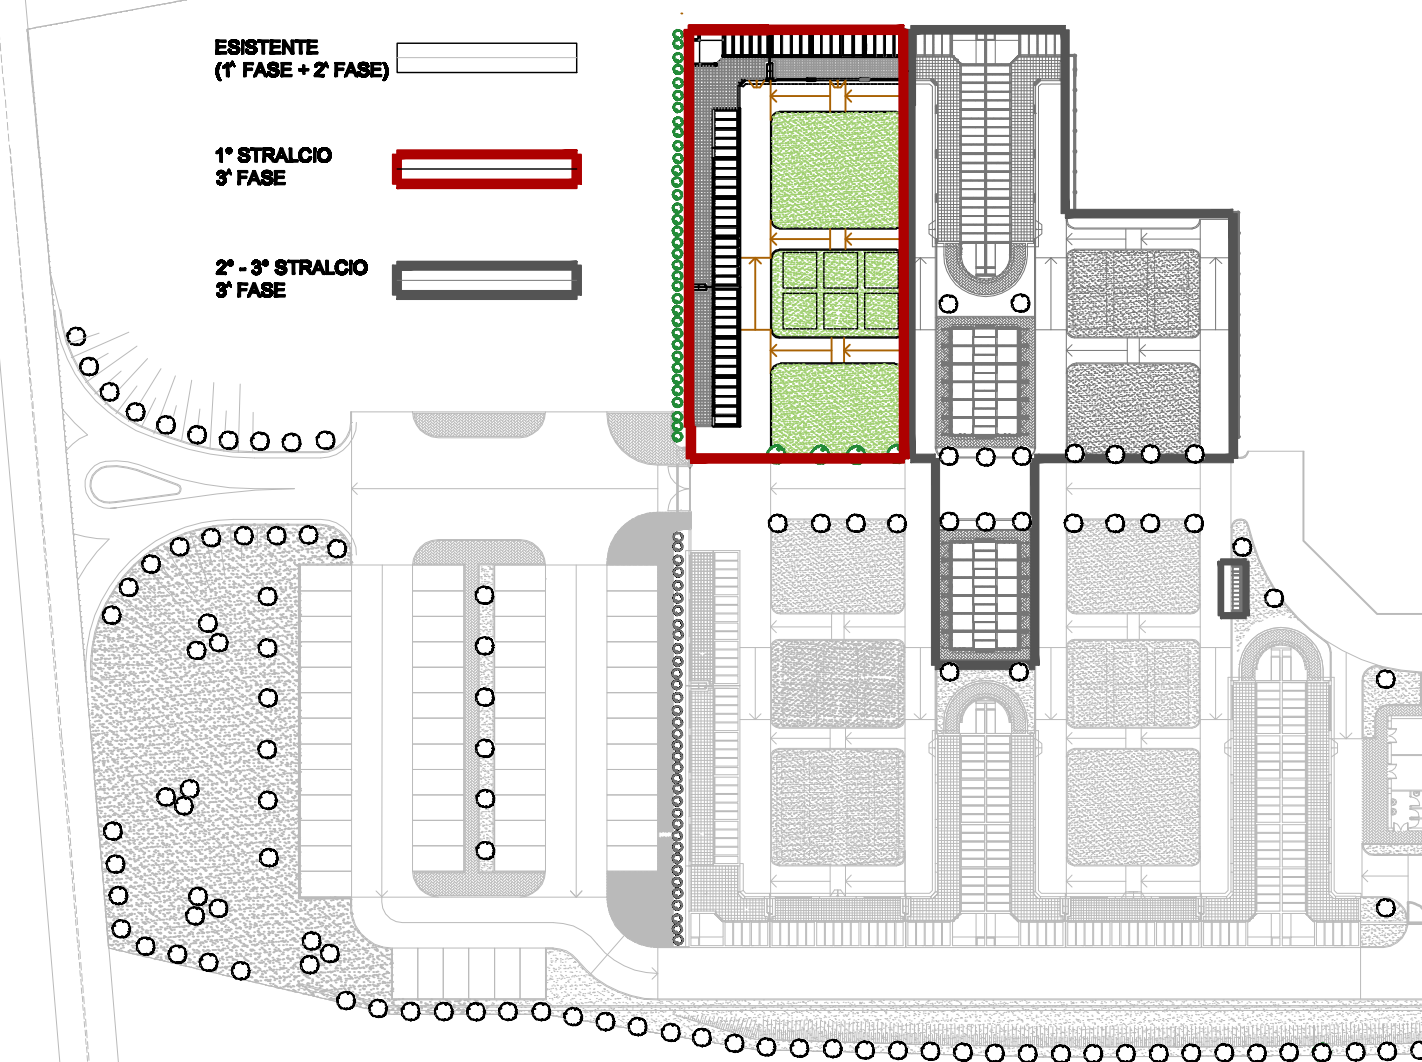 ESISTENTE
(1^ FASE + 2^ FASE)
1° STRALCIO
3^ FASE
2° - 3° STRALCIO
3^ FASE